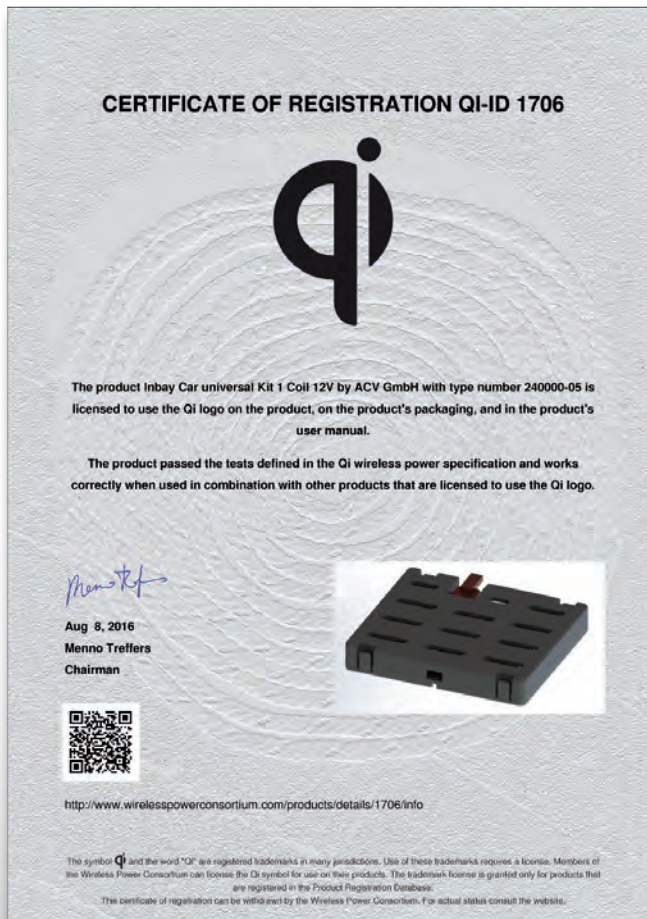 CERTIFICATE OF REGISTRATION QI-ID 1706
qi
The product Inbay Car universal Kit 1 Coil 12V by ACV GmbH with type number 240000-05 is
licensed to use the Qi logo on the product, on the product's packaging, and in the product's
user manual.
The product passed the tests defined in the Qi wireless power specification and works
correctly when used in combination with other products that are licensed to use the Qi logo.
Aug 8, 2016
Menno Treffers
Chairman
http://www.wirelesspowerconsortium.com/products/details/1706/info
The symbol qi and the word "Qi" are registered trademarks in many jurisdictions. Use of these trademarks requires a license. Members of
the Wireless Power Consortium can license the Qi symbol for use on their products. The trademark license is granted only for products that
are registered in the Product Registration Database.
This certificate of registration can be withdrawn by the Wireless Power Consortium. For actual status consult the website.